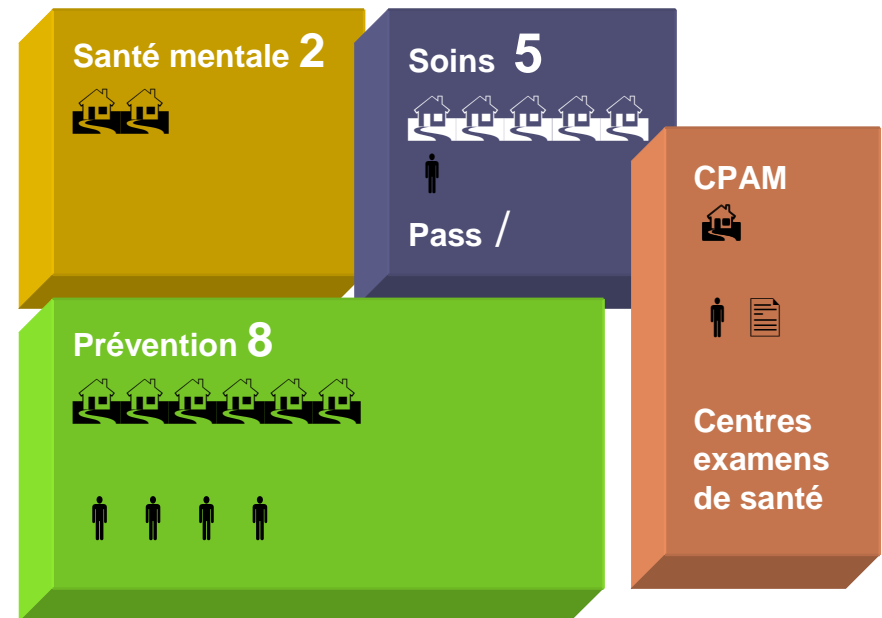 Santé mentale 2
Soins 5
Pass /
CPAM
Centres
examens
de santé
Prévention 8